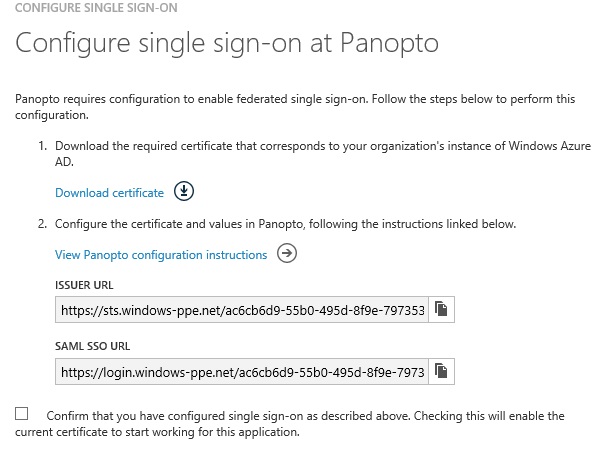 CONFIGURE SINGLE SIGN-ON
Configure single sign-on at Panopto
Panopto requires configuration to enable federated single sign-on. Follow the steps below to perform this
configuration.
1. Download the required certificate that corresponds to your organization's instance of Windows Azure
AD.
Download certificate
2. Configure the certificate and values in Panopto, following the instructions linked below.
View Panopto configuration instructions
ISSUER URL
https://sts.windows-ppe.net/ac6cb6d9-55b0-495d-8f9e-797353
SAML SSO URL
https://login.windows-ppe.net/ac6cb6d9-55b0-495d-8f9e-7973
Confirm that you have configured single sign-on as described above. Checking this will enable the
current certificate to start working for this application.